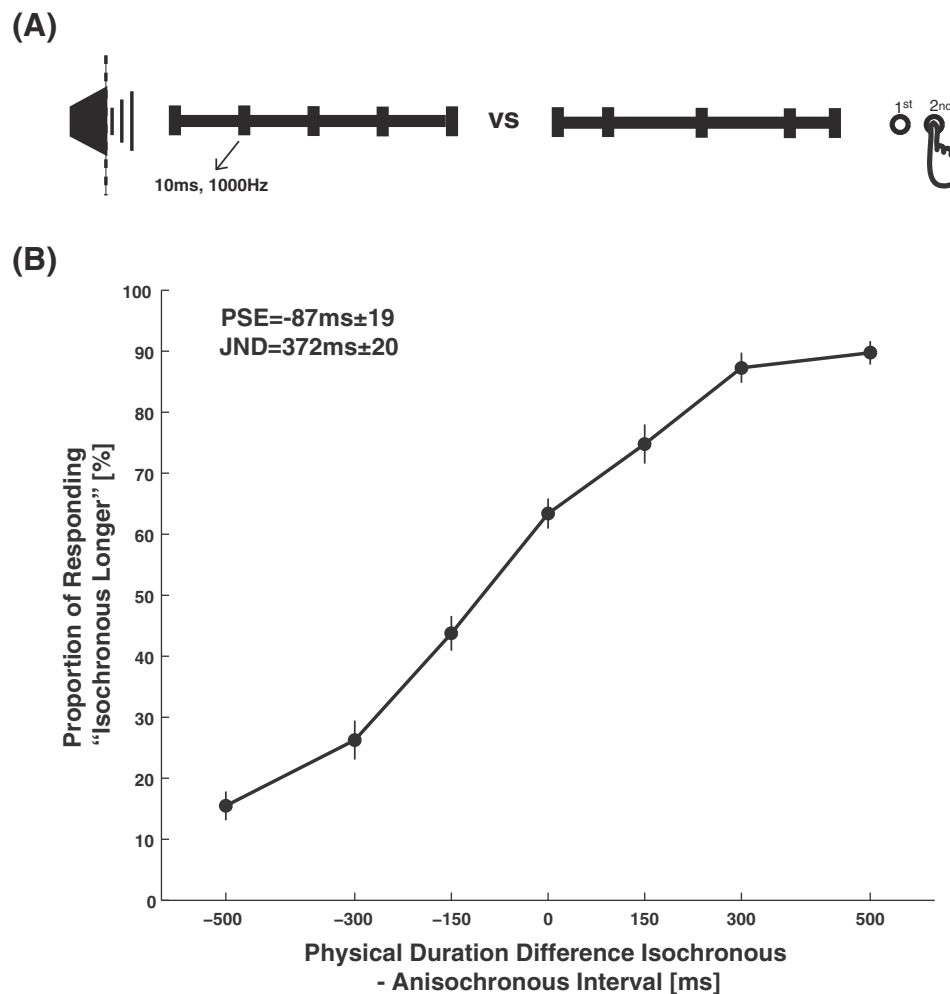 (A)
vs
1st 2nd
10ms, 1000Hz
(B)
PSE=-87ms±19
JND=372ms±20
Proportion of Responding
“Isochronous Longer” [%]
100
90
80
70
60
50
40
30
20
10
0
−500 −300 −150 0 150 300 500
Physical Duration Difference Isochronous
- Anisochronous Interval [ms]